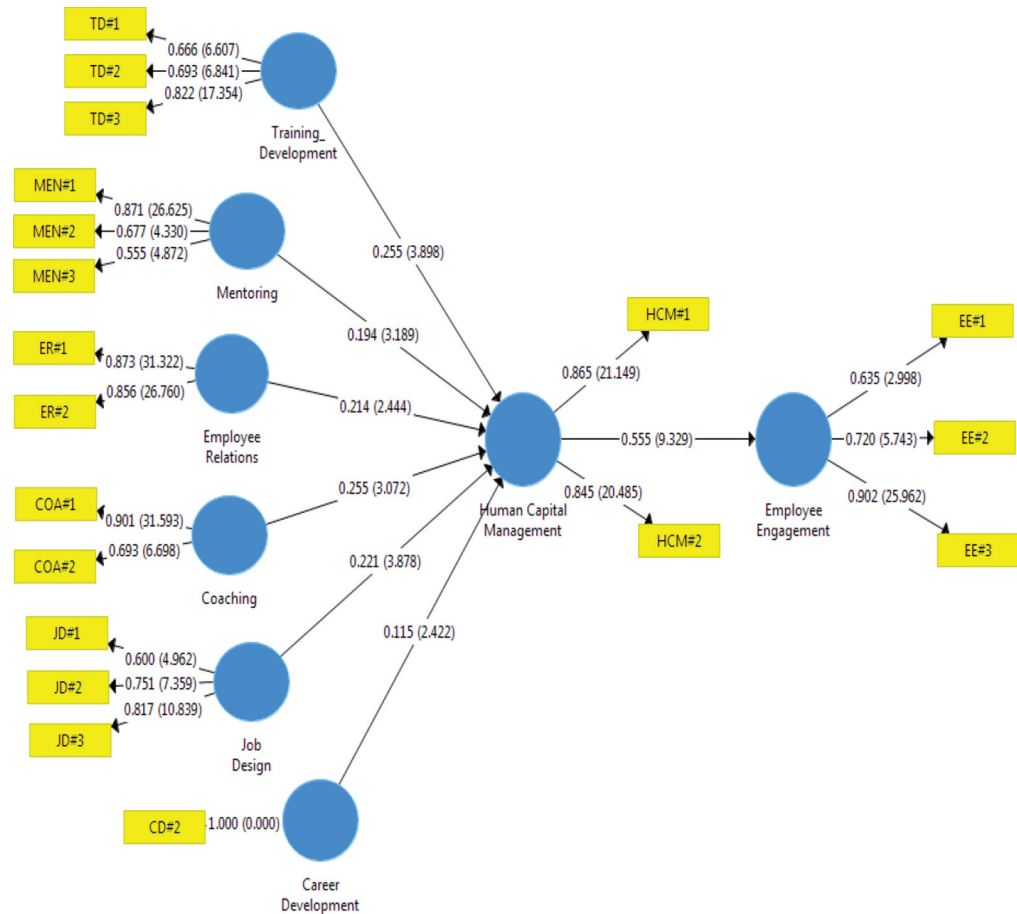 TD#1
0.666 (6.607)
TD#2
0.693 (6.841)
0.822 (17.354)
TD#3
Training_
Development
MEN#1
0.871 (26.625)
MEN#2
0.677 (4.330)
0.555 (4.872)
MEN#3
Mentoring
0.255 (3.898)
0.194 (3.189)
ER#1
0.873 (31.322)
0.856 (26.760)
ER#2
Employee
Relations
0.214 (2.444)
COA#1
0.901 (31.593)
0.693 (6.698)
COA#2
Coaching
0.255 (3.072)
JD#1
0.600 (4.962)
JD#2
0.751 (7.359)
0.817 (10.839)
JD#3
Job
Design
0.221 (3.878)
CD#2
1.000 (0.000)
Career
Development
0.115 (2.422)
HCM#1
0.865 (21.149)
Human Capital
Management
0.845 (20.485)
HCM#2
0.555 (9.329)
Employee
Engagement
EE#1
0.635 (2.998)
0.720 (5.743)
EE#2
0.902 (25.962)
EE#3